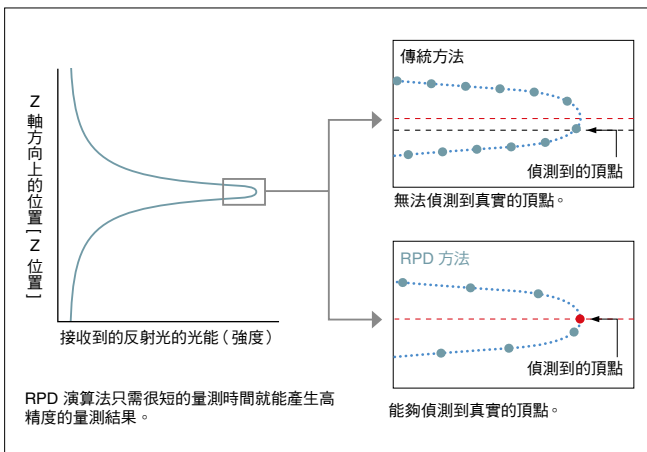 Z 軸方向上的位置[Z 位置]
接收到的反射光的光能（強度）
傳統方法
偵測到的頂點
無法偵測到真實的頂點。
RPD 方法
偵測到的頂點
能夠偵測到真實的頂點。
RPD 演算法只需很短的量測時間就能產生高
精度的量測結果。